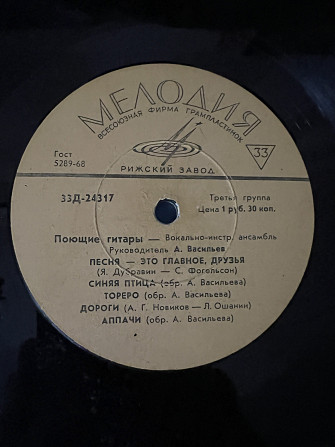 МЕЛОДИЯ
ВСЕСОЮЗНАЯ ФИРМА ГРАМПЛАСТИНОК
Гост
5289-68
33
РИЖСКИЙ ЗАВОД
33Д-24317
Третья группа
Цена 1 руб. 30 коп.
Поющие гитары — Вокально-инстр. ансамбль
Руководитель А. Васильев
ПЕСНЯ — ЭТО ГЛАВНОЕ, ДРУЗЬЯ
(Я. Дубравин — С. Фогельсон)
СИНЯЯ ПТИЦА (обр. А. Васильева)
ТОРЕРО (обр. А. Васильева)
ДОРОГИ (А. Г. Новиков — Л. Ошанин)
АППАЧИ (обр. А. Васильева)